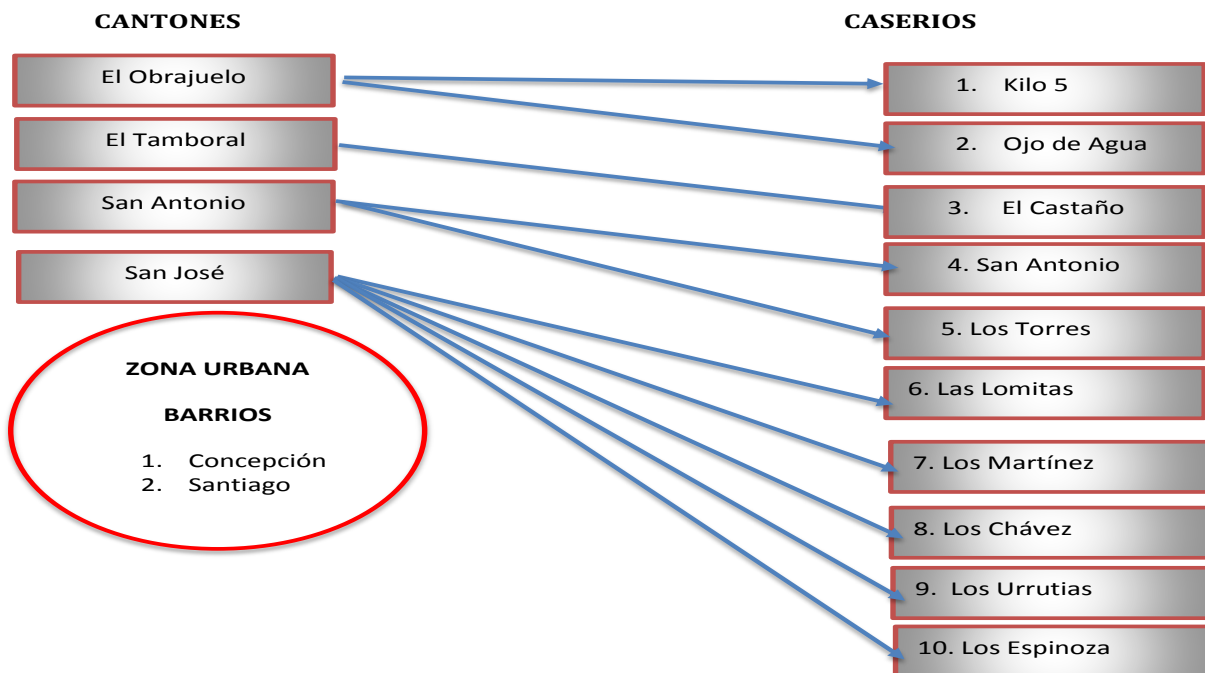 CANTONES
El Obrajuelo
El Tamboral
San Antonio
San José
ZONA URBANA
BARRIOS
1. Concepción
2. Santiago
CASERIOS
1. Kilo 5
2. Ojo de Agua
3. El Castaño
4. San Antonio
5. Los Torres
6. Las Lomitas
7. Los Martínez
8. Los Chávez
9. Los Urrutias
10. Los Espinoza